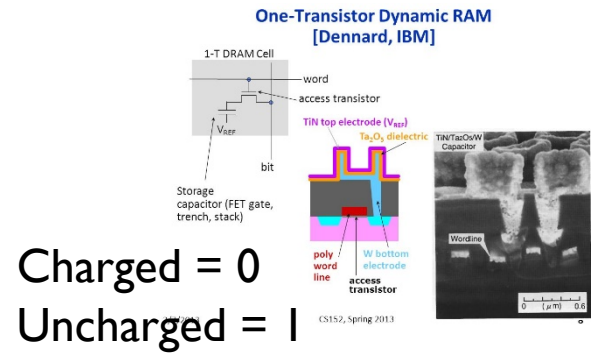 One-Transistor Dynamic RAM
[Dennard, IBM]
1-T DRAM Cell
word
access transistor
V_REF
bit
Storage
capacitor (FET gate,
trench, stack)
TiN top electrode (V_REF)
Ta₂O₅ dielectric
poly
word
line
access
transistor
W bottom
electrode
TiN/Ta₂O₅/W
Capacitor
Wordline
0 (μm) 0.6
Charged = 0
Uncharged = 1
CS152, Spring 2013